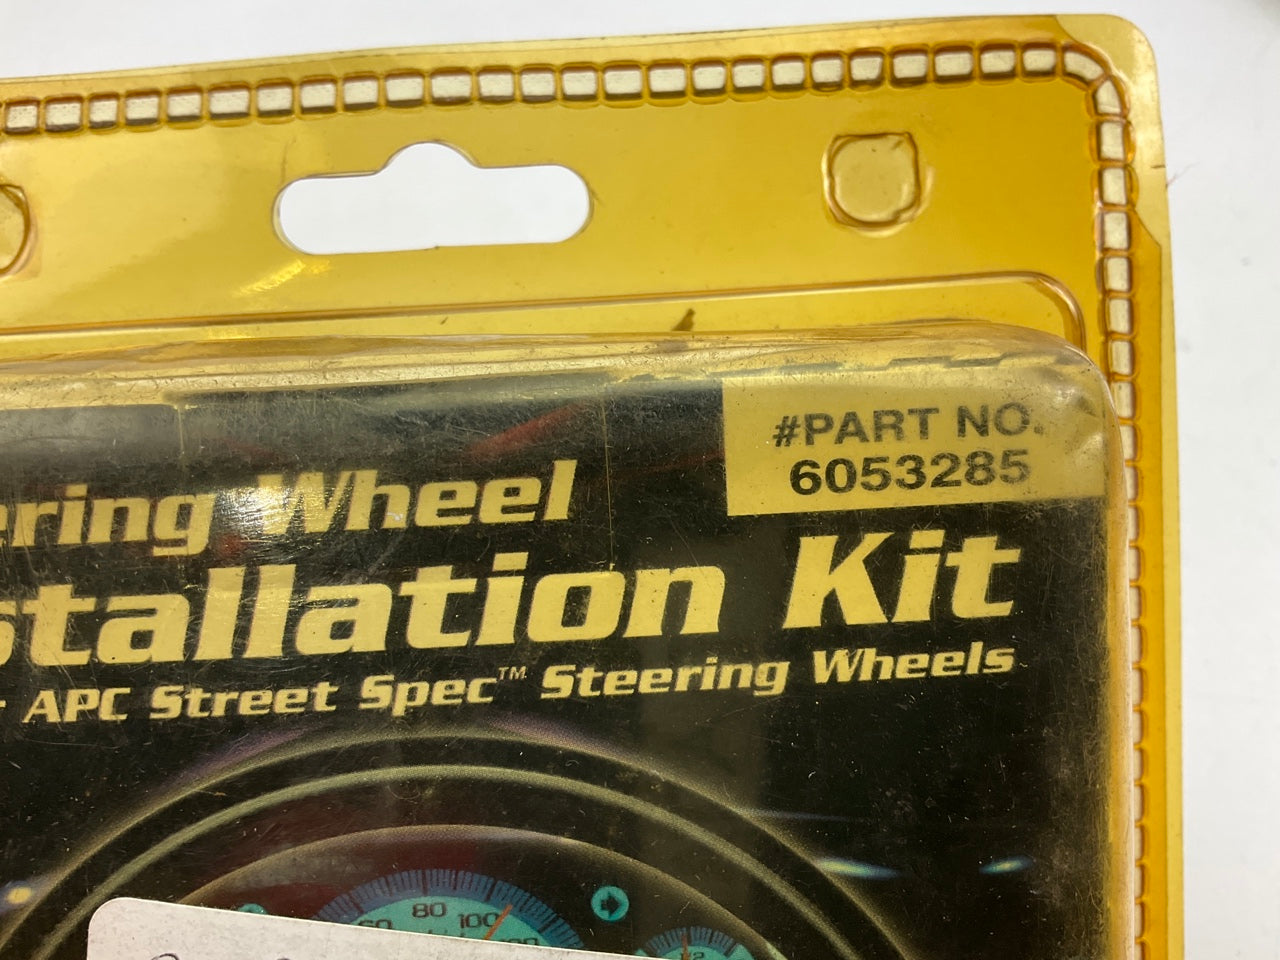 #PART NO.
6053285
ering Wheel
stallation Kit
APC Street Spec™ Steering Wheels
80
100